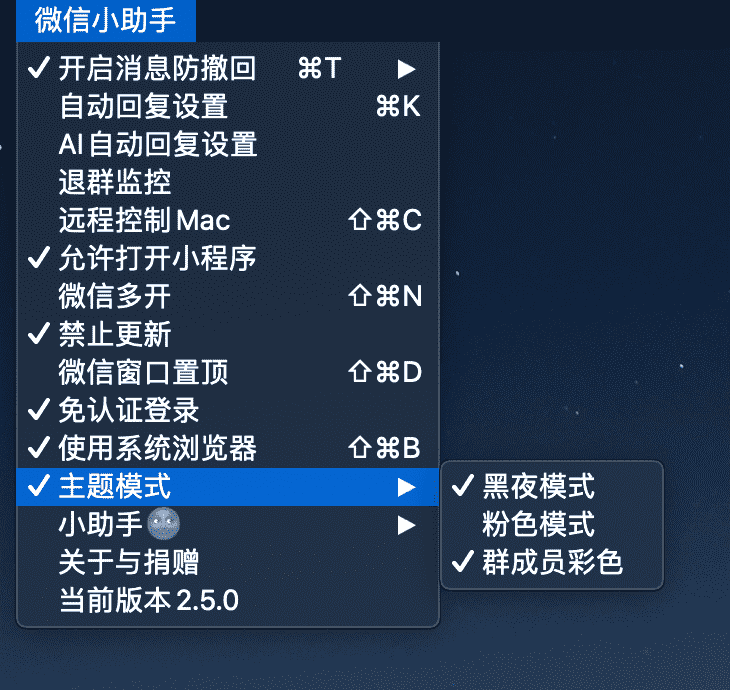 微信小助手
✓ 开启消息防撤回 ⌘T ▶
自动回复设置 ⌘K
AI自动回复设置
退群监控
远程控制Mac ⇧⌘C
✓ 允许打开小程序
微信多开 ⇧⌘N
✓ 禁止更新
微信窗口置顶 ⇧⌘D
✓ 免认证登录
✓ 使用系统浏览器 ⇧⌘B
✓ 主题模式 ▶
✓ 黑夜模式
粉色模式
✓ 群成员彩色
小助手🌚 ▶
关于与捐赠
当前版本2.5.0